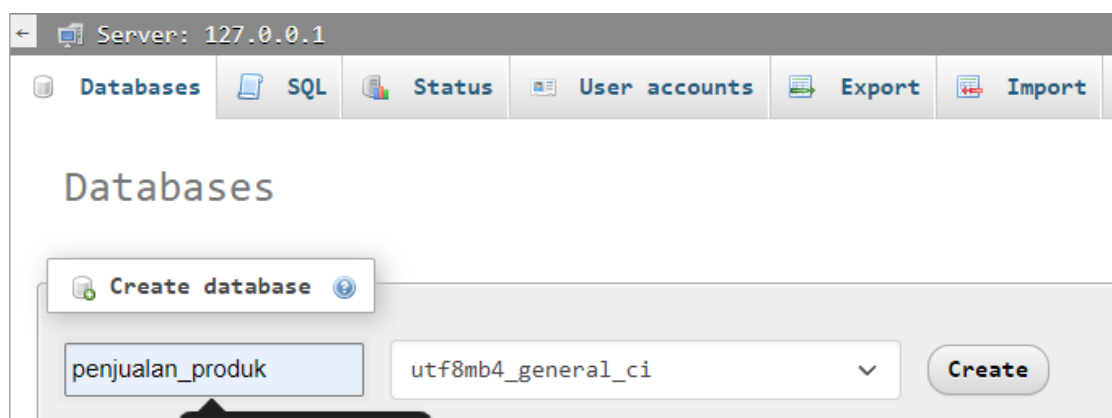 Server: 127.0.0.1
Databases SQL Status User accounts Export Import
Databases
Create database
penjualan_produk utf8mb4_general_ci Create